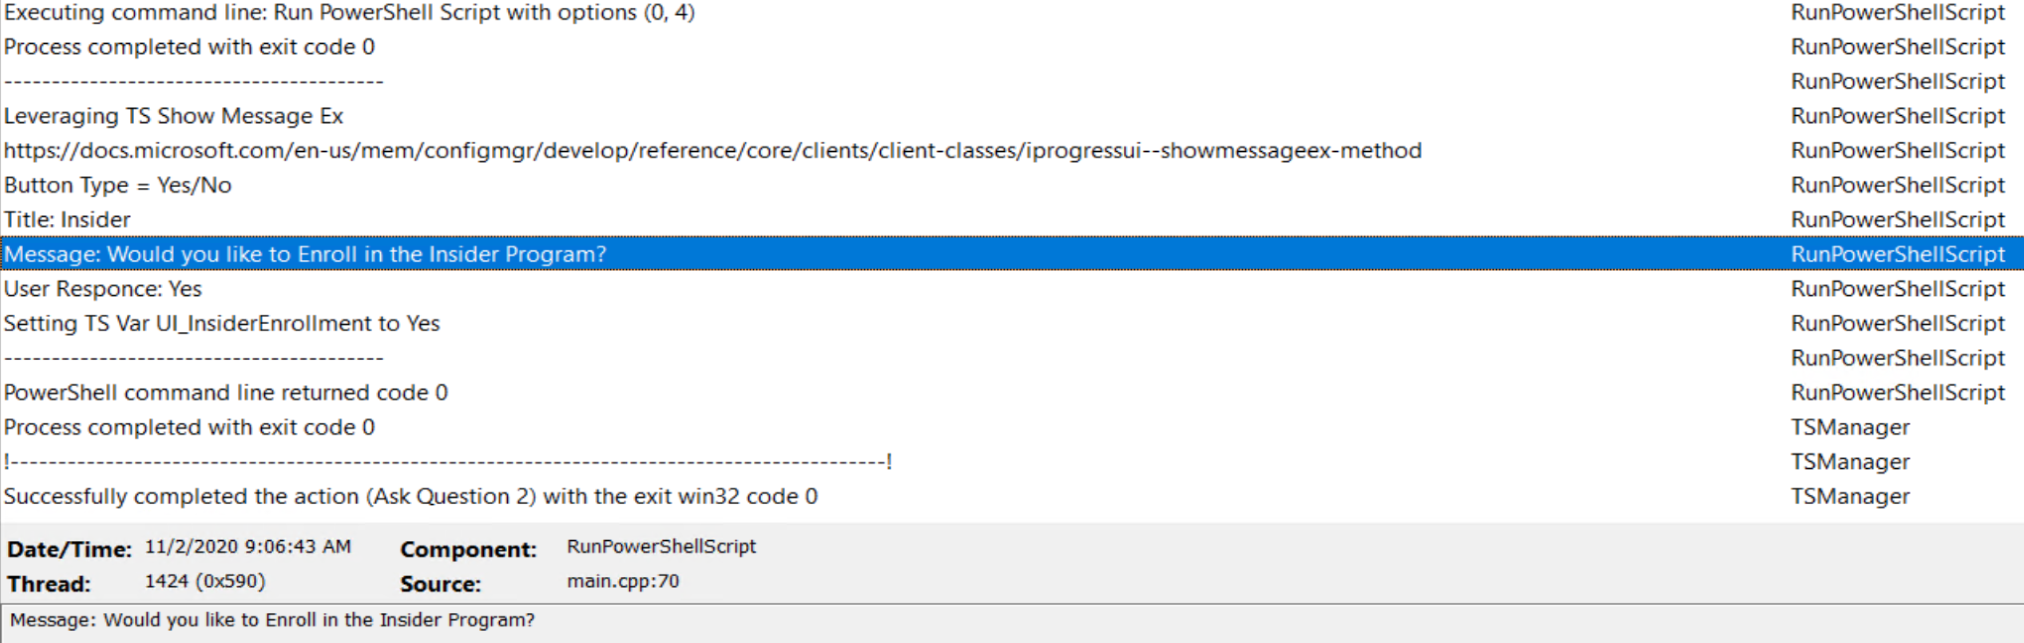 Executing command line: Run PowerShell Script with options (0, 4) RunPowerShellScript
Process completed with exit code 0 RunPowerShellScript
---------------------------------------- RunPowerShellScript
Leveraging TS Show Message Ex RunPowerShellScript
https://docs.microsoft.com/en-us/mem/configmgr/develop/reference/core/clients/client-classes/iprogressui--showmessageex-method RunPowerShellScript
Button Type = Yes/No RunPowerShellScript
Title: Insider RunPowerShellScript
Message: Would you like to Enroll in the Insider Program? RunPowerShellScript
User Responce: Yes RunPowerShellScript
Setting TS Var UI_InsiderEnrollment to Yes RunPowerShellScript
---------------------------------------- RunPowerShellScript
PowerShell command line returned code 0 RunPowerShellScript
Process completed with exit code 0 TSManager
!--------------------------------------------------------------------------------------------! TSManager
Successfully completed the action (Ask Question 2) with the exit win32 code 0 TSManager
Date/Time: 11/2/2020 9:06:43 AM Component: RunPowerShellScript
Thread: 1424 (0x590) Source: main.cpp:70
Message: Would you like to Enroll in the Insider Program?